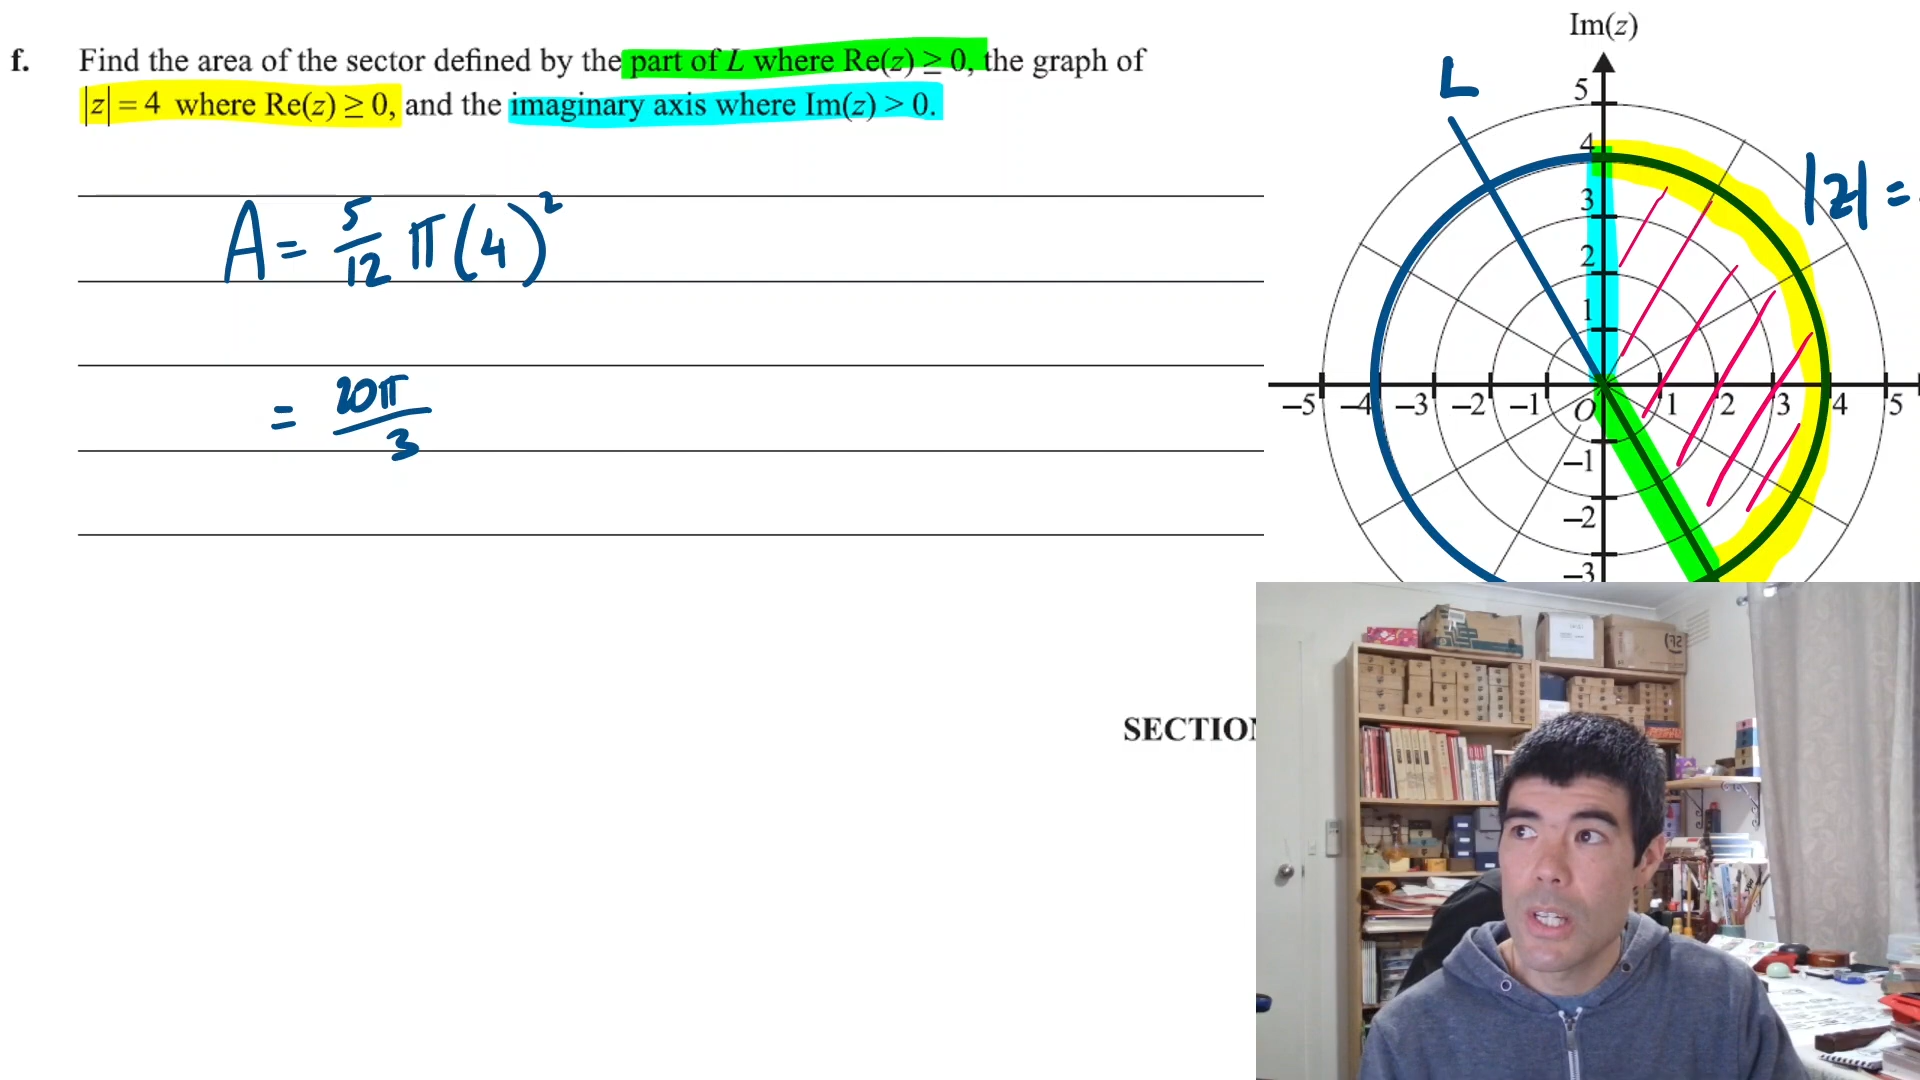 f. Find the area of the sector defined by the part of L where Re(z) ≥ 0, the graph of
|z| = 4 where Re(z) ≥ 0, and the imaginary axis where Im(z) > 0.
A = 5/12 π (4)²
= 20π/3
Im(z)
L
5
4
|z| =
3
2
1
–5 –4 –3 –2 –1 O 1 2 3 4 5
–1
–2
–3
SECTIO